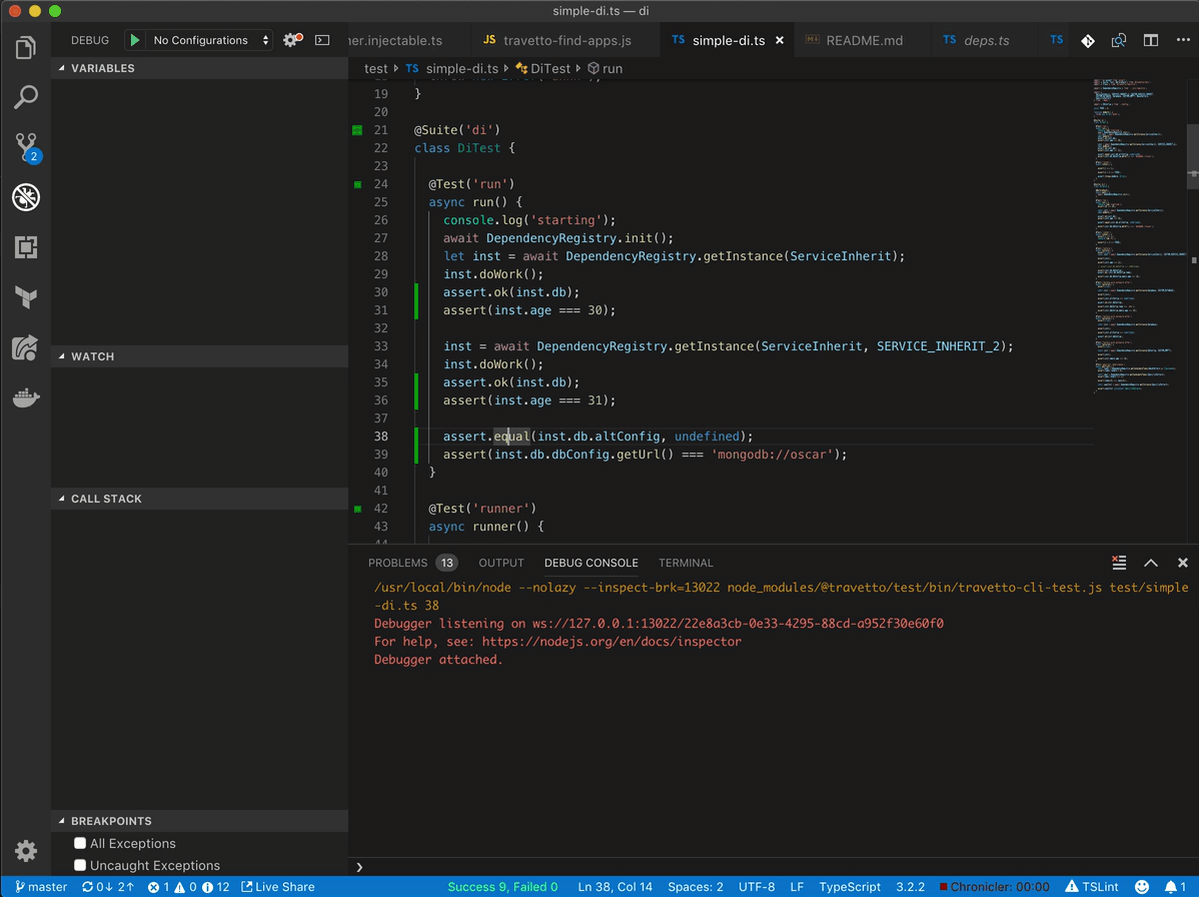 simple-di.ts — di
DEBUG
No Configurations
ner.injectable.ts
JS travetto-find-apps.js
TS simple-di.ts ×
README.md
TS deps.ts
TS
VARIABLES
WATCH
CALL STACK
BREAKPOINTS
All Exceptions
Uncaught Exceptions
2
test TS simple-di.ts DiTest run
19 }
20
21 @Suite('di')
22 class DiTest {
23
24 @Test('run')
25 async run() {
26 console.log('starting');
27 await DependencyRegistry.init();
28 let inst = await DependencyRegistry.getInstance(ServiceInherit);
29 inst.doWork();
30 assert.ok(inst.db);
31 assert(inst.age === 30);
32
33 inst = await DependencyRegistry.getInstance(ServiceInherit, SERVICE_INHERIT_2);
34 inst.doWork();
35 assert.ok(inst.db);
36 assert(inst.age === 31);
37
38 assert.equal(inst.db.altConfig, undefined);
39 assert(inst.db.dbConfig.getUrl() === 'mongodb://oscar');
40 }
41
42 @Test('runner')
43 async runner() {
PROBLEMS 13 OUTPUT DEBUG CONSOLE TERMINAL
/usr/local/bin/node --nolazy --inspect-brk=13022 node_modules/@travetto/test/bin/travetto-cli-test.js test/simple
-di.ts 38
Debugger listening on ws://127.0.0.1:13022/22e8a3cb-0e33-4295-88cd-a952f30e60f0
For help, see: https://nodejs.org/en/docs/inspector
Debugger attached.
master 0↓ 2↑ 1 0 12 Live Share Success 9, Failed 0 Ln 38, Col 14 Spaces: 2 UTF-8 LF TypeScript 3.2.2 Chronicler: 00:00 TSLint 1